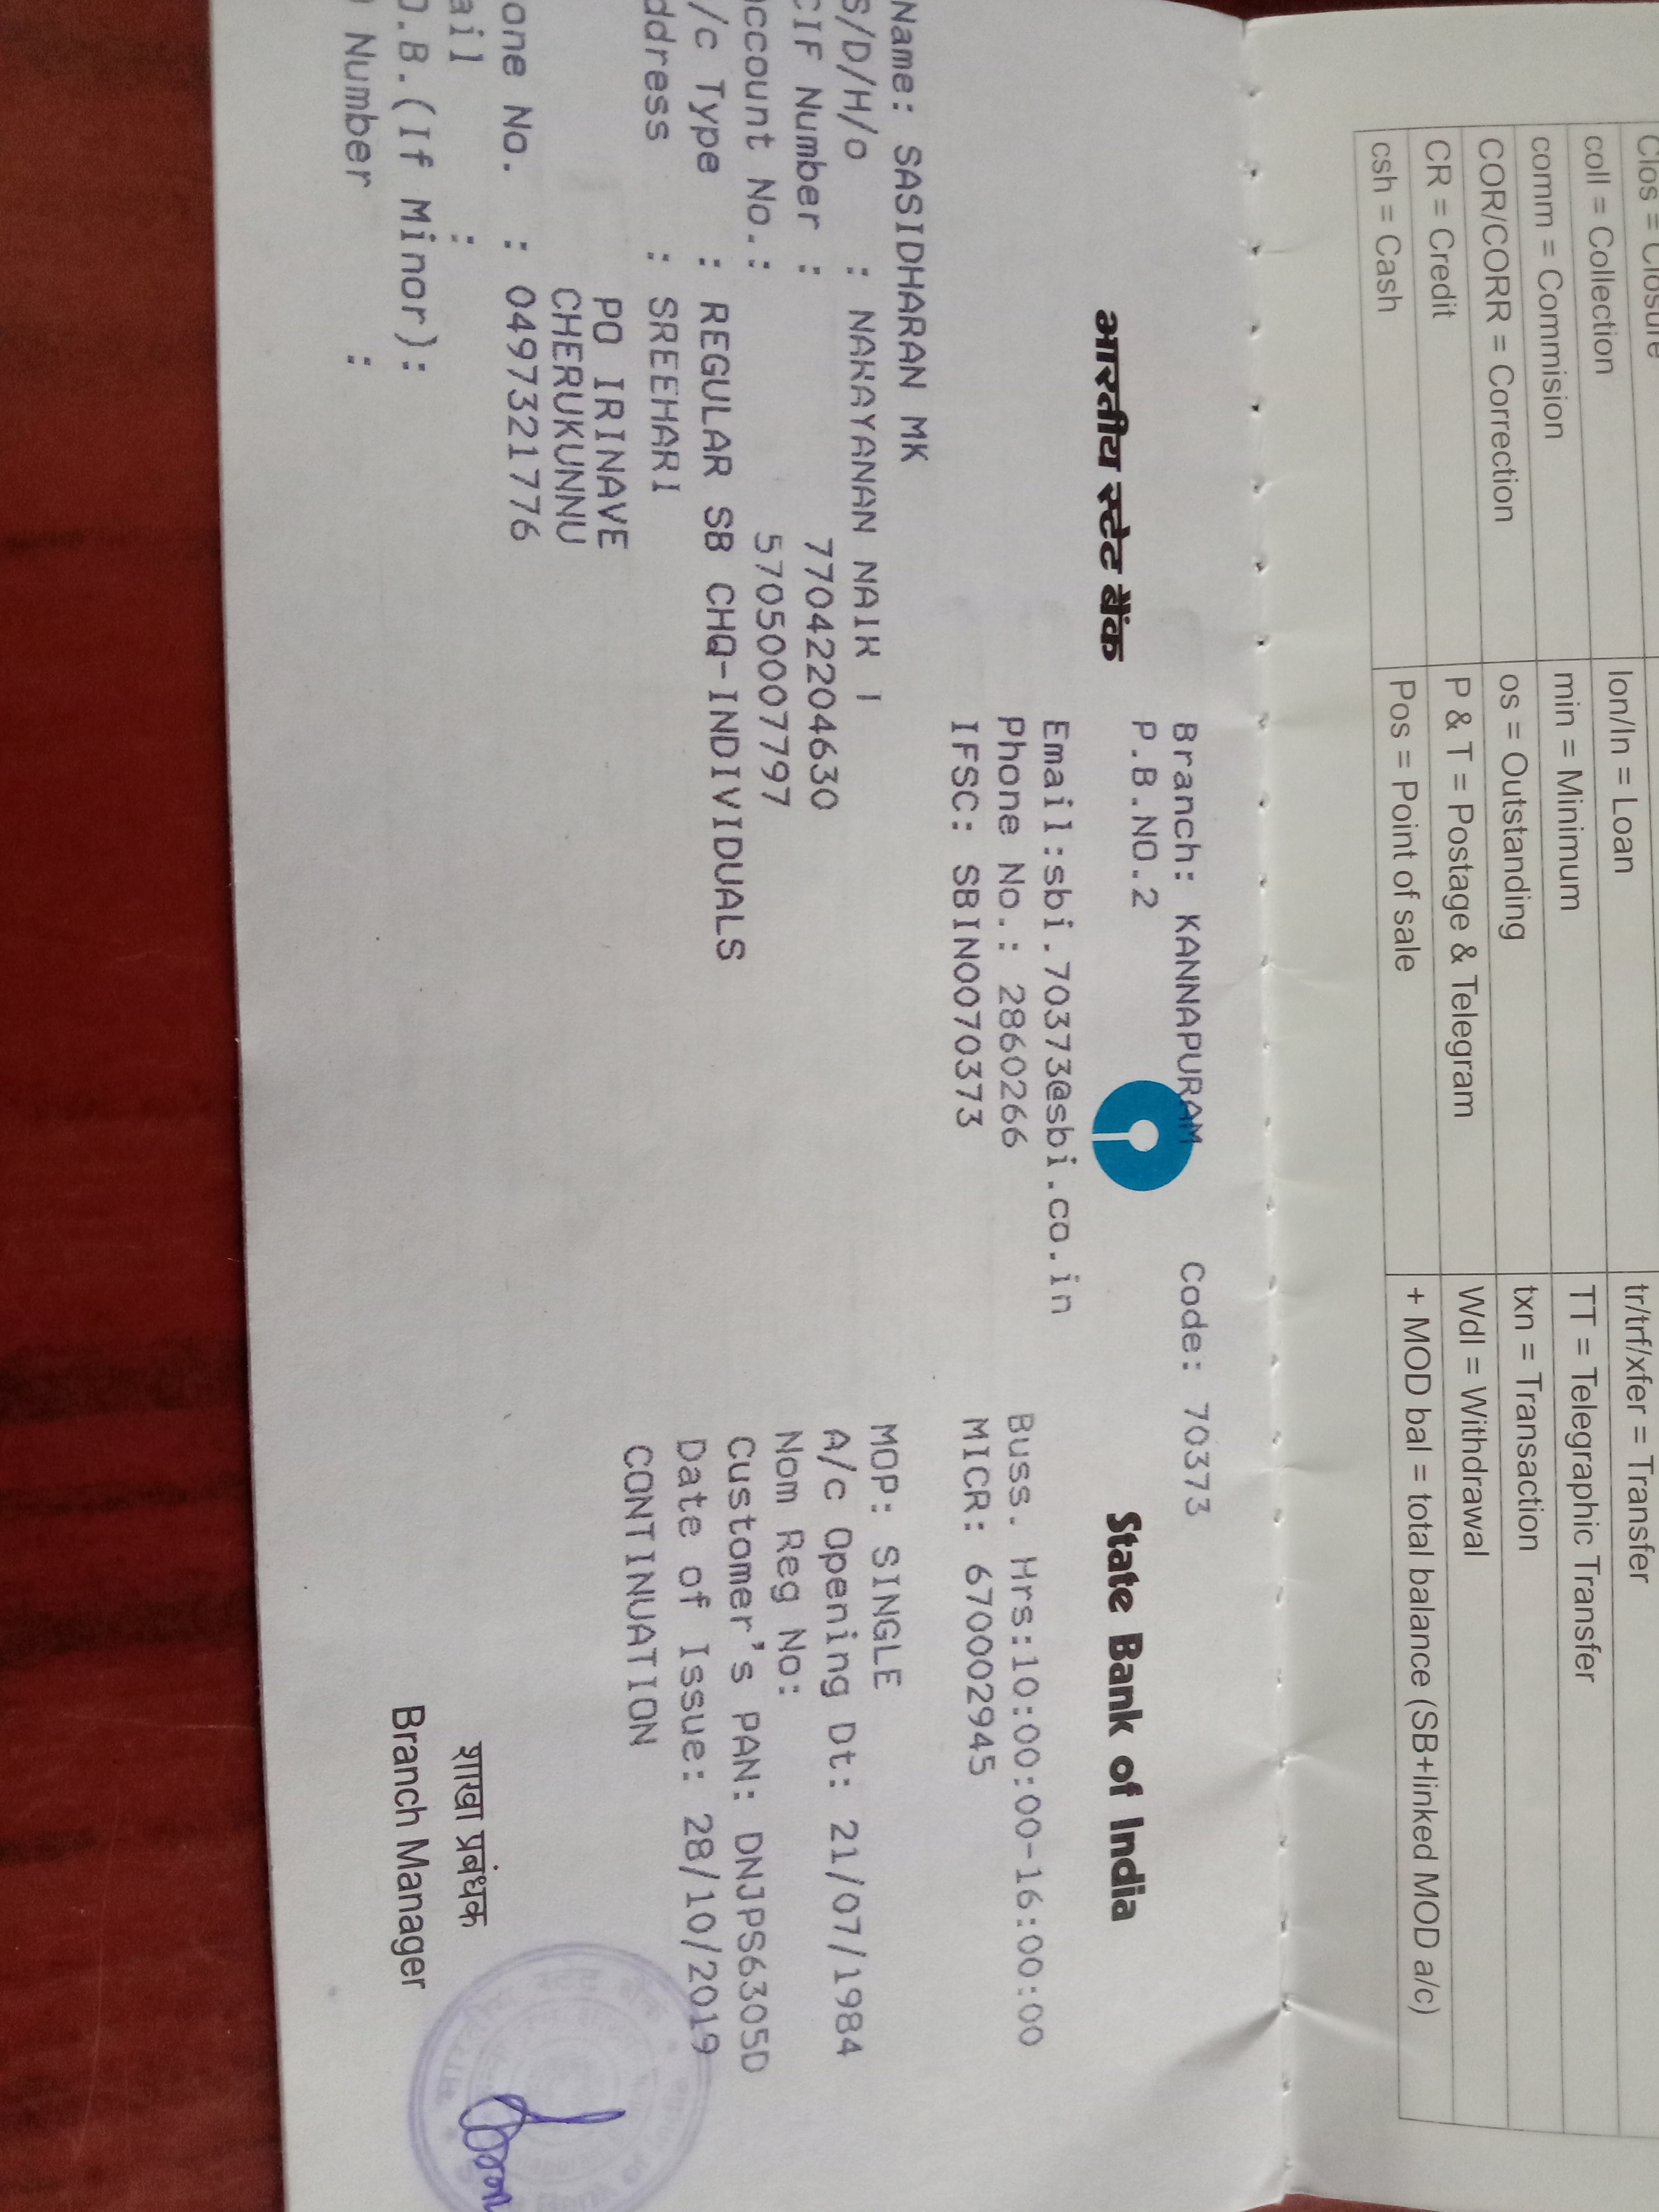 Clos = Closure
coll = Collection lon/ln = Loan tr/trf/xfer = Transfer
comm = Commision min = Minimum TT = Telegraphic Transfer
COR/CORR = Correction os = Outstanding txn = Transaction
CR = Credit P & T = Postage & Telegram Wdl = Withdrawal
csh = Cash Pos = Point of sale + MOD bal = total balance (SB+linked MOD a/c)
Branch: KANNAPURAM Code: 70373
P.B.NO.2
भारतीय स्टेट बैंक State Bank of India
Email:sbi.70373@sbi.co.in
Phone No.: 2860266 Buss. Hrs:10:00:00-16:00:00
IFSC: SBIN0070373 MICR: 670002945
Name: SASIDHARAN MK MOP: SINGLE
S/D/H/o : NARAYANAN NAIK I A/c Opening Dt: 21/07/1984
CIF Number : 77042204630 Nom Reg No:
ccount No.: 57050007797 Customer's PAN: DNJPS6305D
/c Type : REGULAR SB CHQ-INDIVIDUALS Date of Issue: 28/10/2019
ddress : SREEHARI CONTINUATION
PO IRINAVE
CHERUKUNNU
one No. : 04973217776
ail :
.B.(If Minor):
Number :
शाखा प्रबंधक
Branch Manager